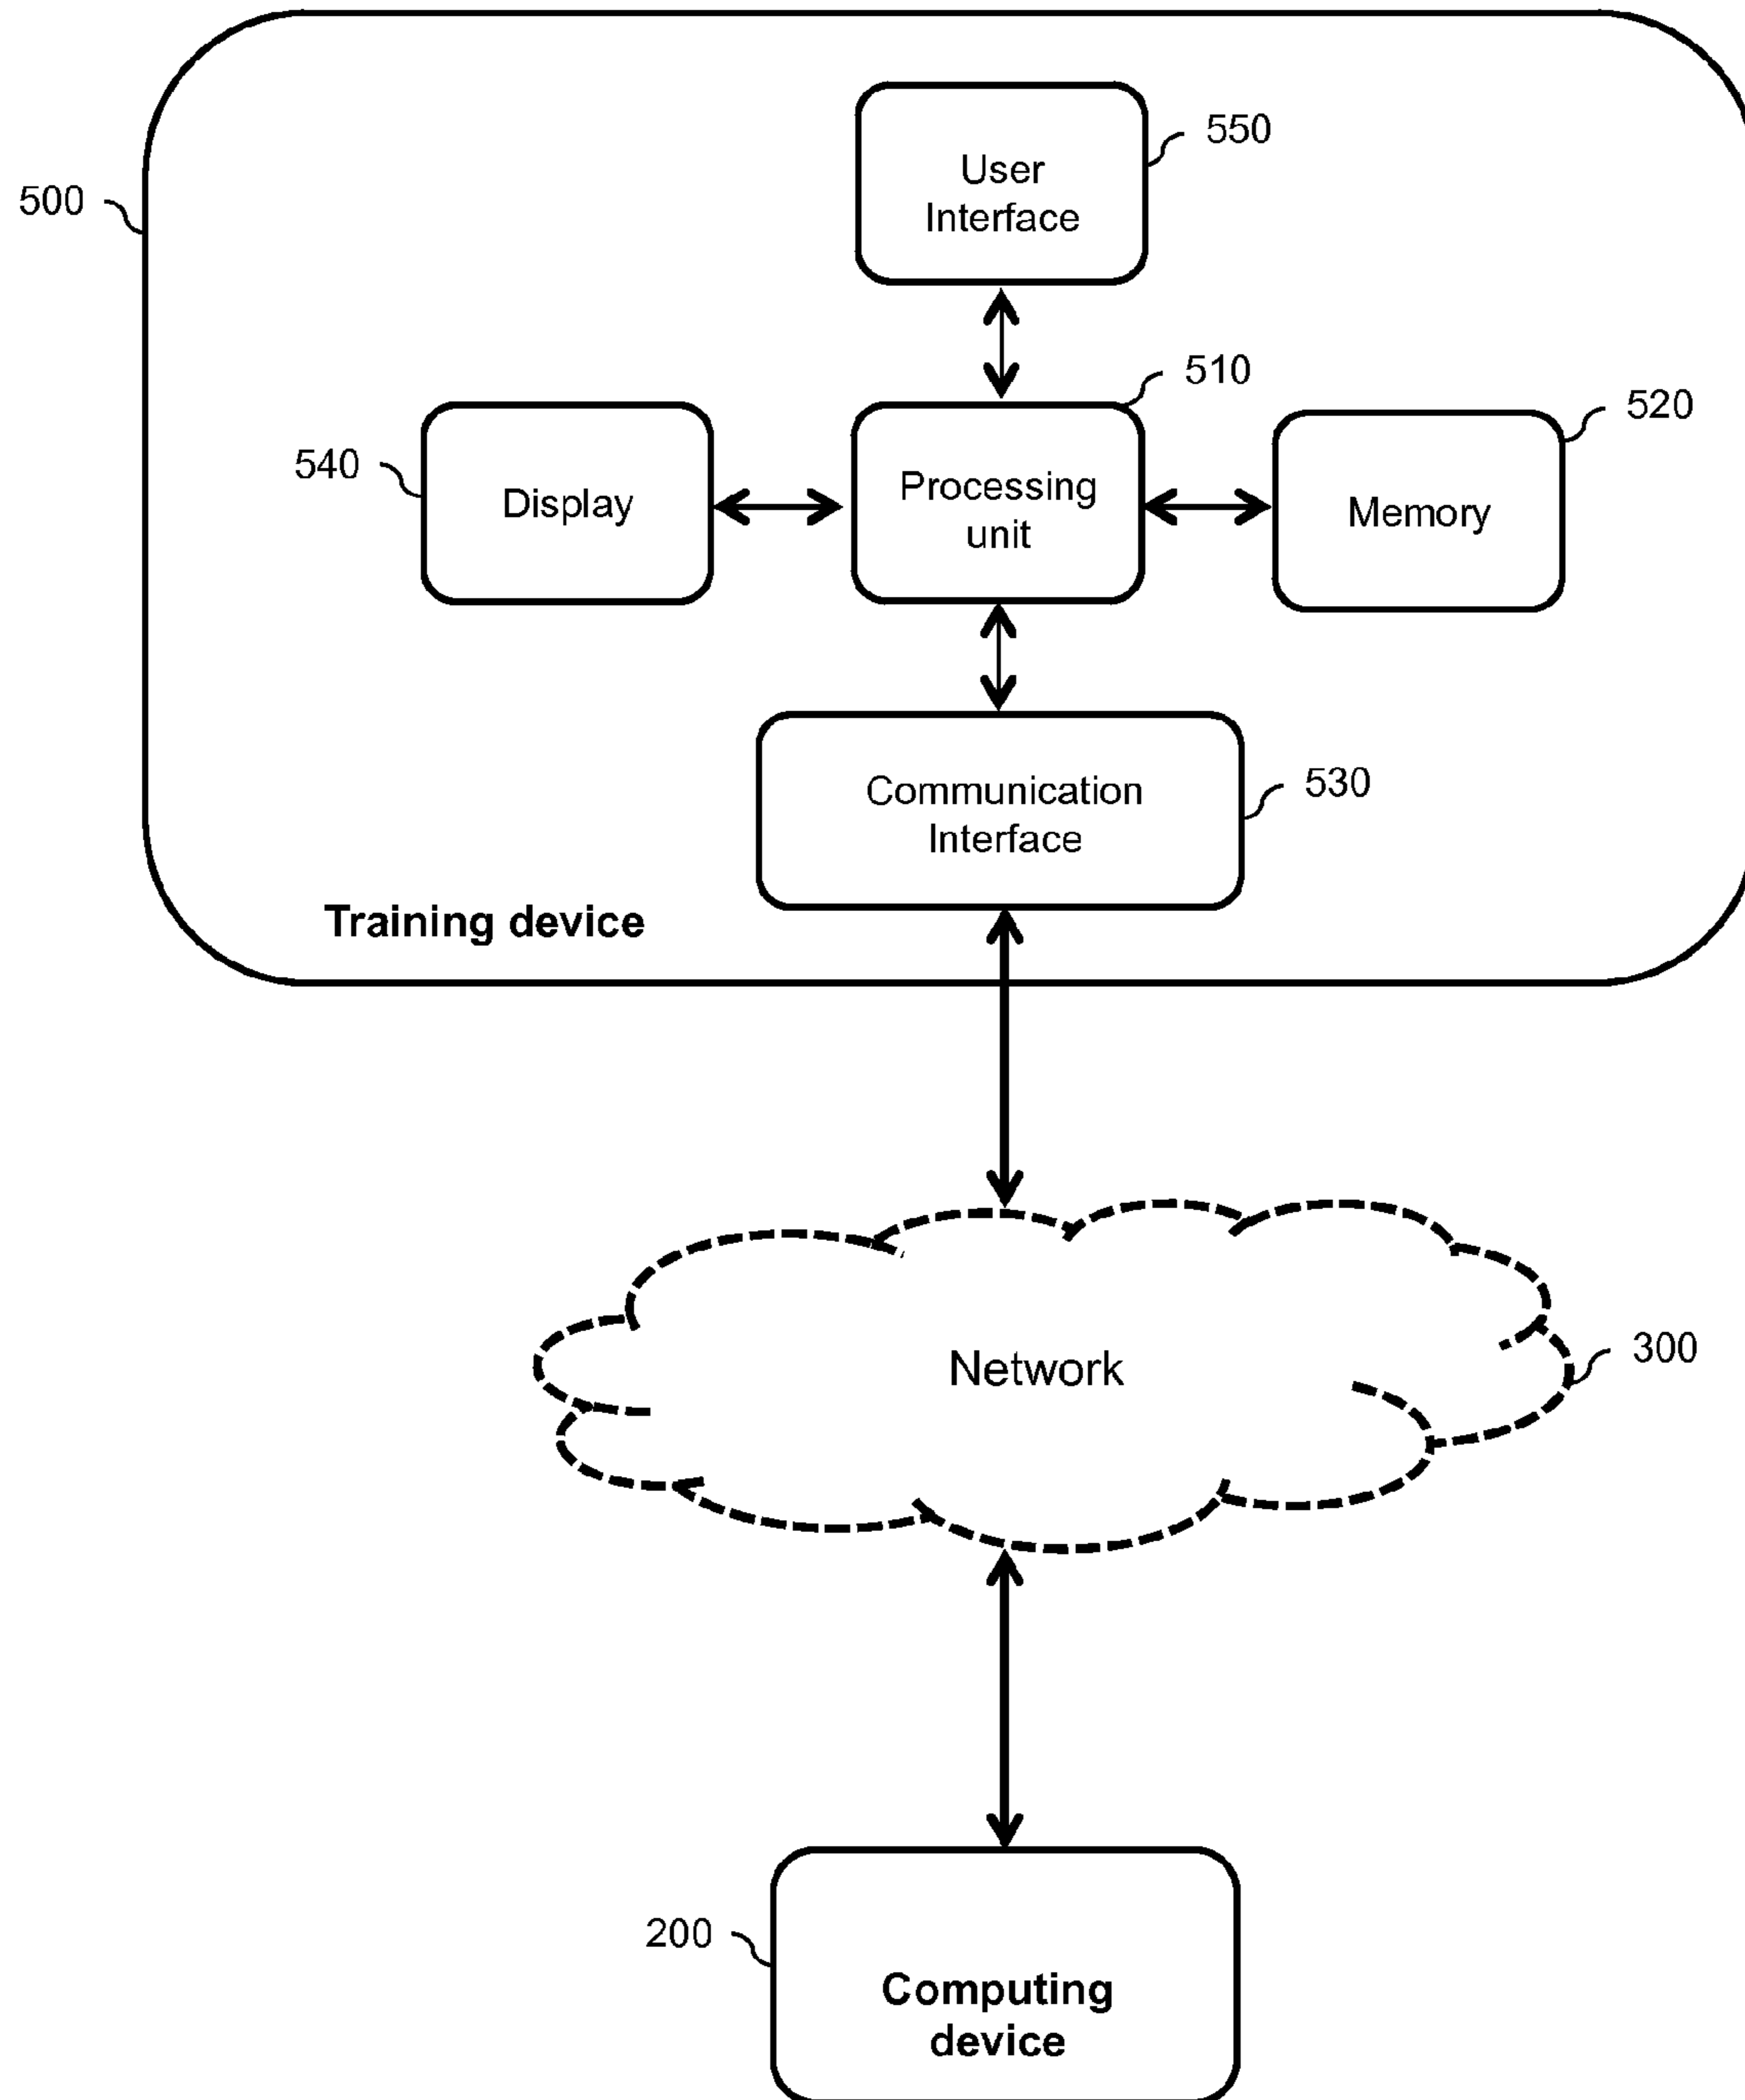 550
User
Interface
500
510
520
540
Display
Processing
unit
Memory
Communication
Interface
530
Training device
Network
300
200
Computing
device